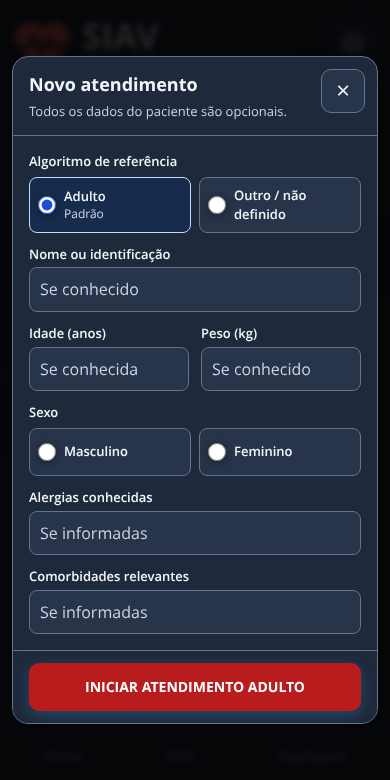 SIAV
Novo atendimento
Todos os dados do paciente são opcionais.
×
Algoritmo de referência
Adulto
Padrão
Outro / não
definido
Nome ou identificação
Se conhecido
Idade (anos)
Peso (kg)
Se conhecida
Se conhecido
Sexo
Masculino
Feminino
Alergias conhecidas
Se informadas
Comorbidades relevantes
Se informadas
INICIAR ATENDIMENTO ADULTO